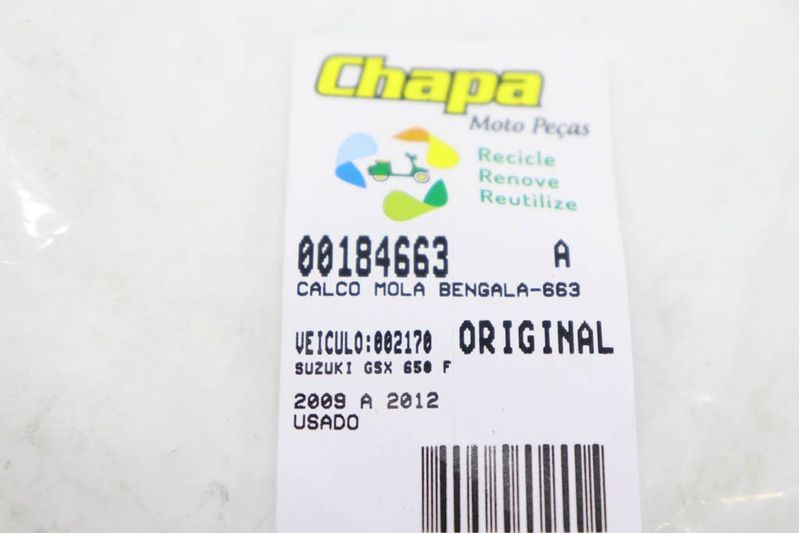 Chapa
Moto Peças
Recicle
Renove
Reutilize
00184663 A
CALCO MOLA BENGALA-663
VEICULO:002170 ORIGINAL
SUZUKI GSX 650 F
2009 A 2012
USADO